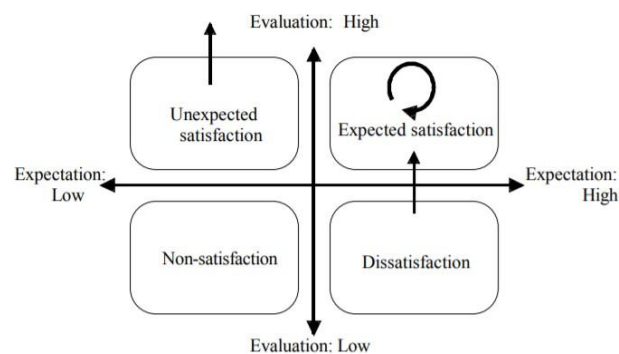 Evaluation: High
Unexpected
satisfaction
Expected satisfaction
Expectation:
Low
Expectation:
High
Non-satisfaction
Dissatisfaction
Evaluation: Low